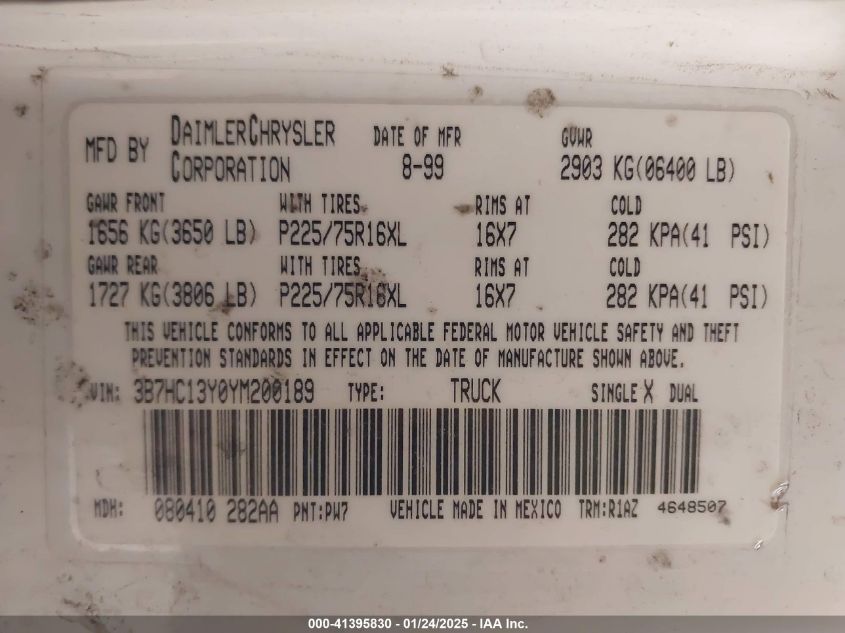 MFD BY DAIMLERCHRYSLER CORPORATION DATE OF MFR 8-99 GVWR 2903 KG(06400 LB)
GAWR FRONT WITH TIRES RIMS AT COLD
1656 KG(3650 LB) P225/75R16XL 16X7 282 KPA(41 PSI)
GAWR REAR WITH TIRES RIMS AT COLD
1727 KG(3806 LB) P225/75R16XL 16X7 282 KPA(41 PSI)
THIS VEHICLE CONFORMS TO ALL APPLICABLE FEDERAL MOTOR VEHICLE SAFETY AND THEFT
PREVENTION STANDARDS IN EFFECT ON THE DATE OF MANUFACTURE SHOWN ABOVE.
VIN: 3B7HC13Y0YM200189 TYPE: TRUCK SINGLE X DUAL
MDH: 080410 282AA PNT:PW7 VEHICLE MADE IN MEXICO TRM:R1AZ 4648507
000-41395830 - 01/24/2025 - IAA Inc.